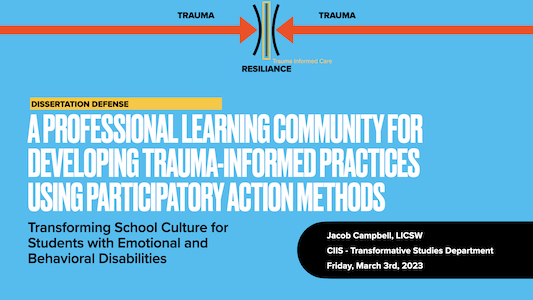 TRAUMA TRAUMA
Trauma Informed Care
RESILIANCE
DISSERTATION DEFENSE
A PROFESSIONAL LEARNING COMMUNITY FOR
DEVELOPING TRAUMA-INFORMED PRACTICES
USING PARTICIPATORY ACTION METHODS
Transforming School Culture for
Students with Emotional and
Behavioral Disabilities
Jacob Campbell, LICSW
CIIS - Transformative Studies Department
Friday, March 3rd, 2023